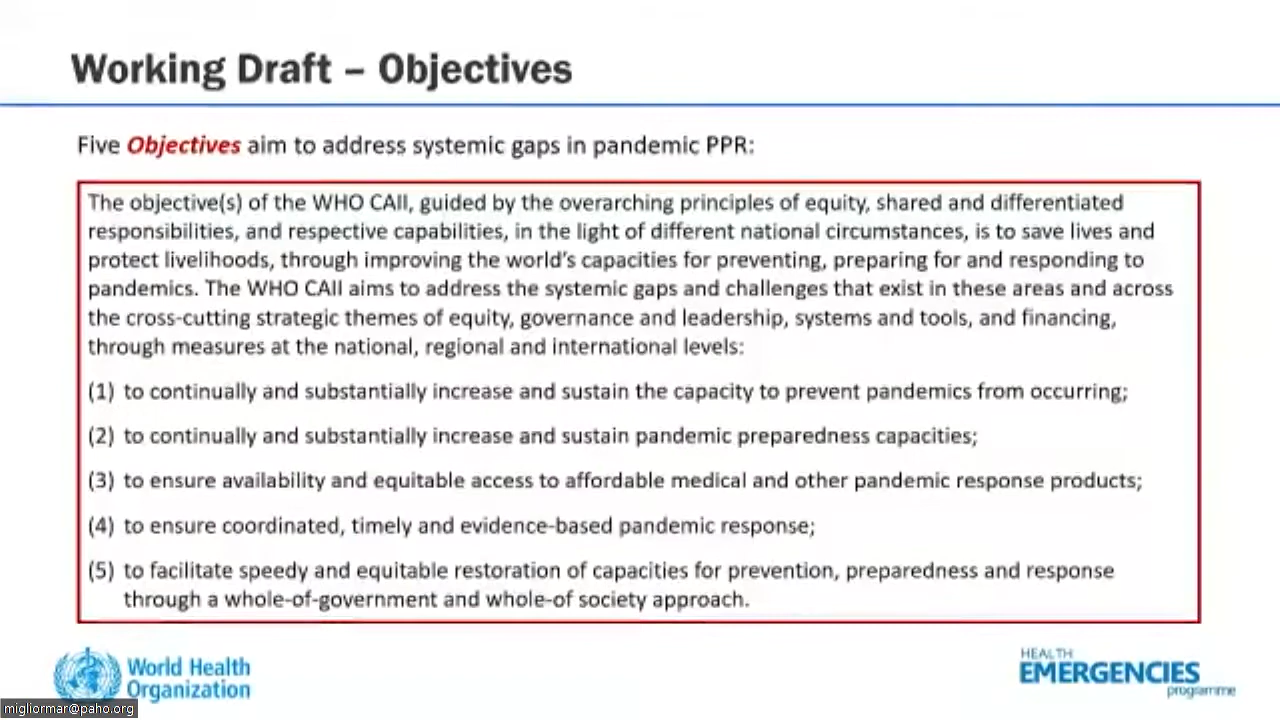 Working Draft – Objectives
Five Objectives aim to address systemic gaps in pandemic PPR:
The objective(s) of the WHO CAII, guided by the overarching principles of equity, shared and differentiated
responsibilities, and respective capabilities, in the light of different national circumstances, is to save lives and
protect livelihoods, through improving the world's capacities for preventing, preparing for and responding to
pandemics. The WHO CAII aims to address the systemic gaps and challenges that exist in these areas and across
the cross-cutting strategic themes of equity, governance and leadership, systems and tools, and financing,
through measures at the national, regional and international levels:
(1) to continually and substantially increase and sustain the capacity to prevent pandemics from occurring;
(2) to continually and substantially increase and sustain pandemic preparedness capacities;
(3) to ensure availability and equitable access to affordable medical and other pandemic response products;
(4) to ensure coordinated, timely and evidence-based pandemic response;
(5) to facilitate speedy and equitable restoration of capacities for prevention, preparedness and response
through a whole-of-government and whole-of society approach.
World Health
Organization
HEALTH
EMERGENCIES
programme
migliormar@paho.org